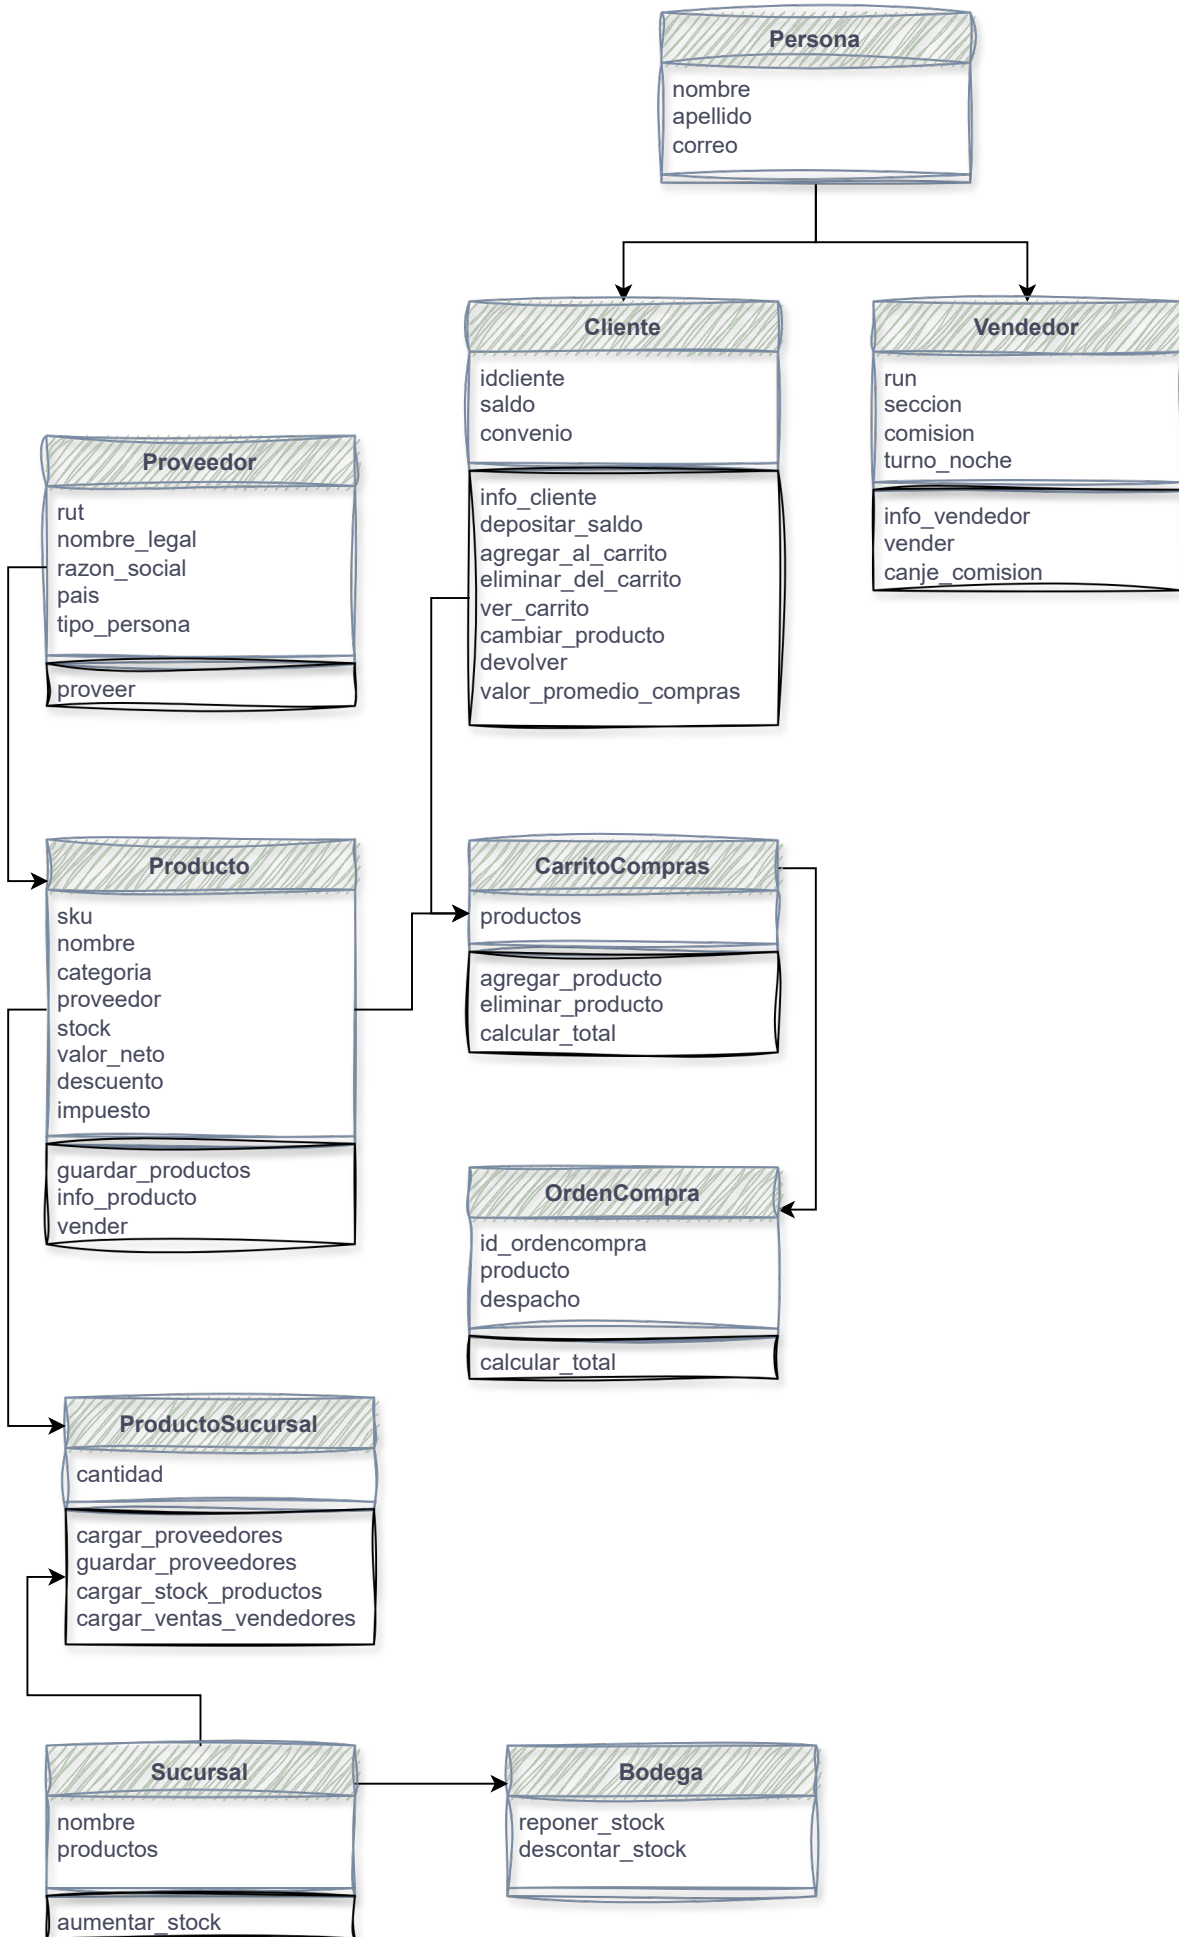 Persona
nombre
apellido
correo
Cliente
idcliente
saldo
convenio
info_cliente
depositar_saldo
agregar_al_carrito
eliminar_del_carrito
ver_carrito
cambiar_producto
devolver
valor_promedio_compras
Vendedor
run
seccion
comision
turno_noche
info_vendedor
vender
canje_comision
Proveedor
rut
nombre_legal
razon_social
pais
tipo_persona
proveer
Producto
sku
nombre
categoria
proveedor
stock
valor_neto
descuento
impuesto
guardar_productos
info_producto
vender
CarritoCompras
productos
agregar_producto
eliminar_producto
calcular_total
OrdenCompra
id_ordencompra
producto
despacho
calcular_total
ProductoSucursal
cantidad
cargar_proveedores
guardar_proveedores
cargar_stock_productos
cargar_ventas_vendedores
Sucursal
nombre
productos
aumentar_stock
Bodega
reponer_stock
descontar_stock